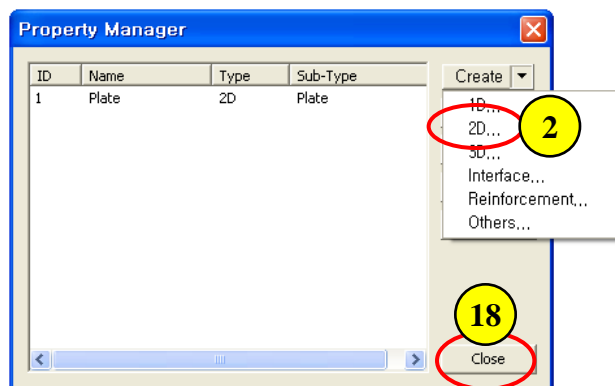 Property Manager
ID Name Type Sub-Type
1 Plate 2D Plate
Create
1D,,,
2D,,,
2
3D,,,
Interface,,,
Reinforcement,,,
Others,,,
18
Close